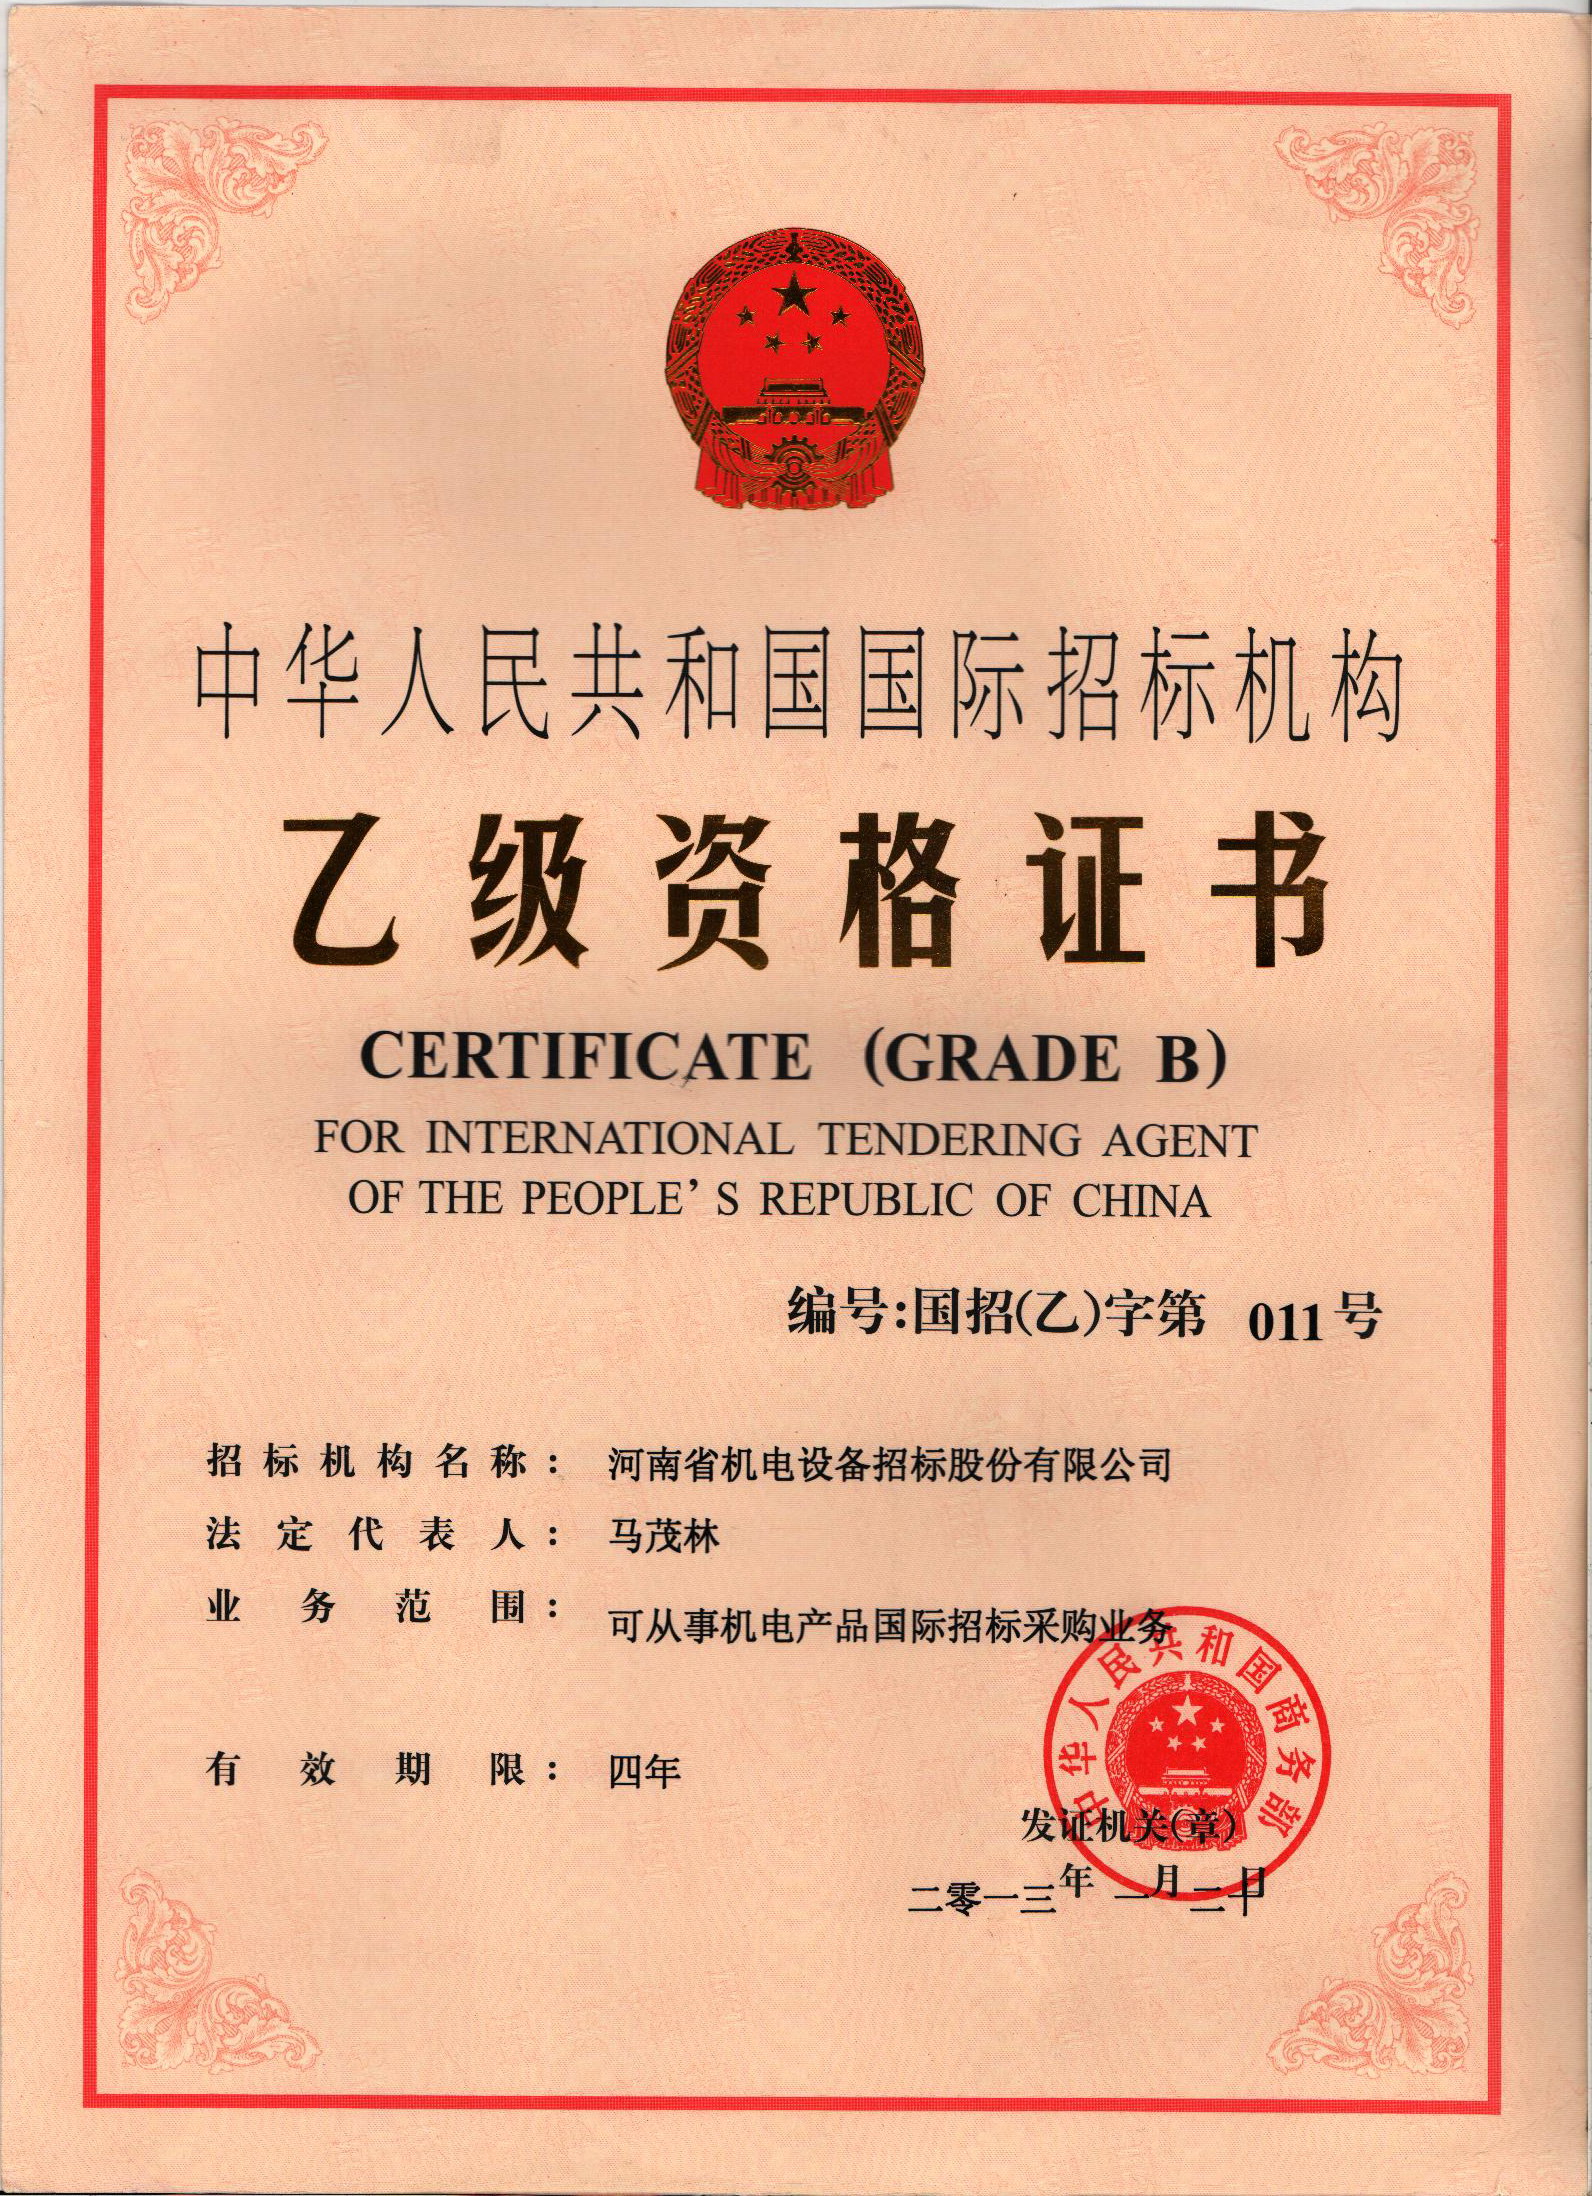 中华人民共和国国际招标机构
乙级资格证书
CERTIFICATE (GRADE B)
FOR INTERNATIONAL TENDERING AGENT
OF THE PEOPLE'S REPUBLIC OF CHINA
编号:国招(乙)字第 011号
招标机构名称: 河南省机电设备招标股份有限公司
法定代表人: 马茂林
业务范围: 可从事机电产品国际招标采购业务
中华人民共和国商务部
有效期限: 四年
发证机关(章)
二零一三年 一月二十日